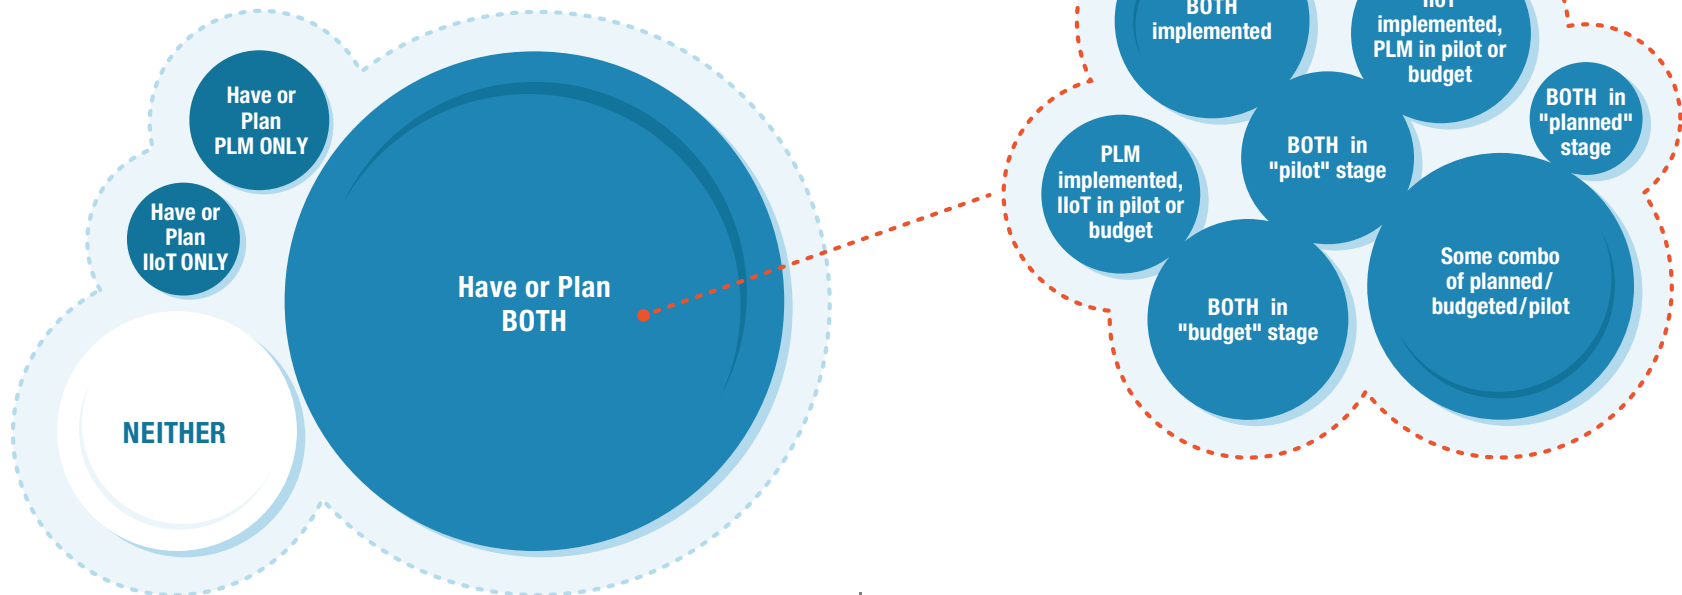 Have or
Plan
PLM ONLY
Have or
Plan
IIoT ONLY
NEITHER
Have or Plan
BOTH
BOTH
implemented
IIoT
implemented,
PLM in pilot or
budget
BOTH in
"planned"
stage
BOTH in
"pilot" stage
PLM
implemented,
IIoT in pilot or
budget
BOTH in
"budget" stage
Some combo
of planned/
budgeted/pilot